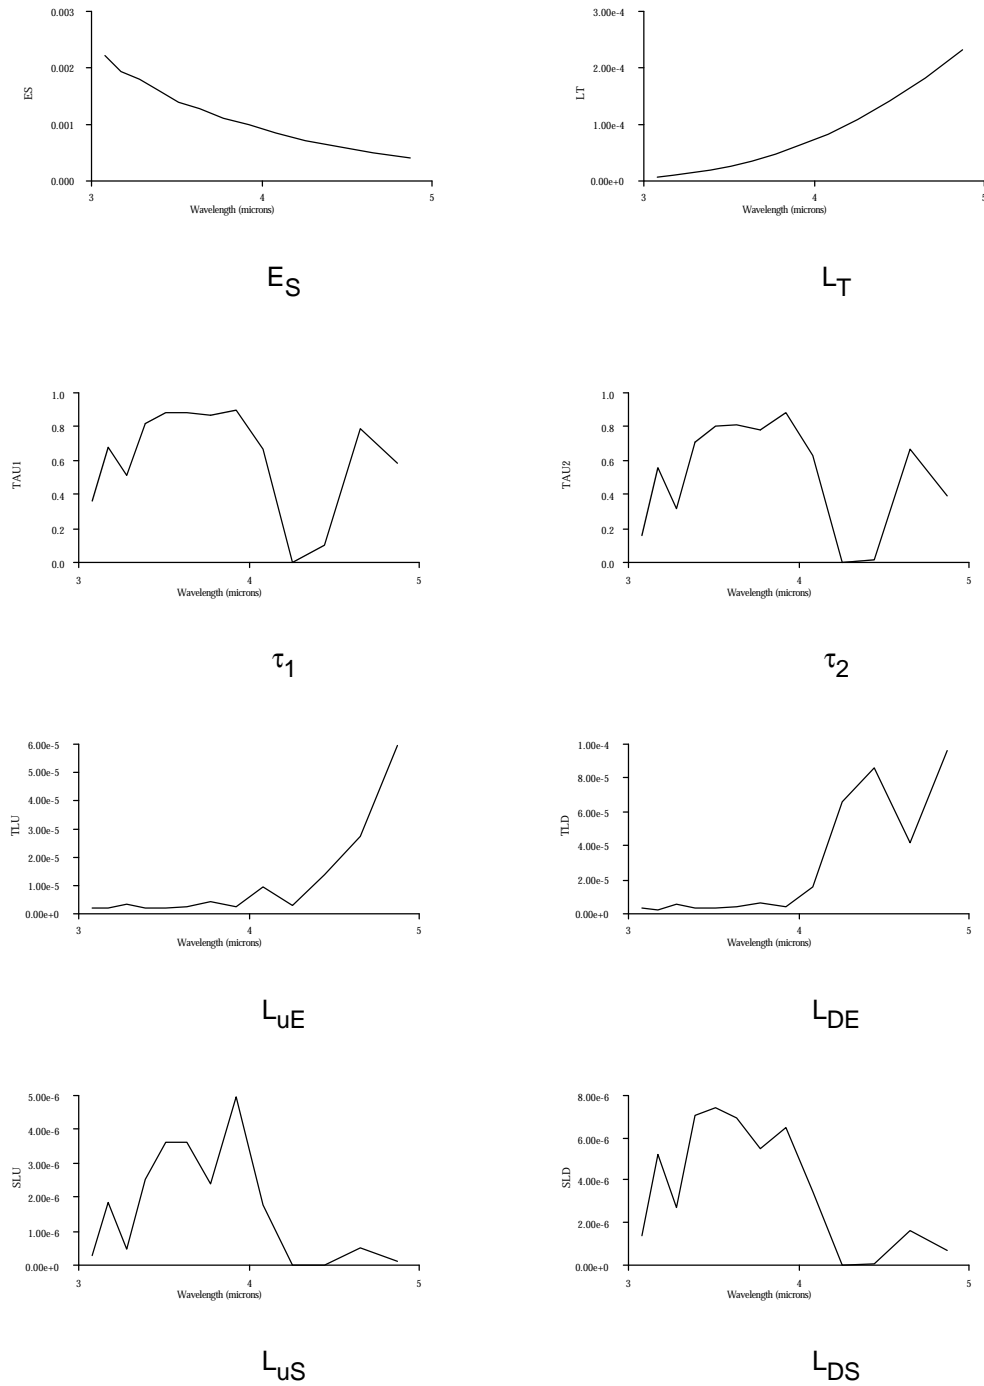 0.003
0.002
0.001
0.000
ES
3 4 5
Wavelength (microns)
E_S
3.00e-4
2.00e-4
1.00e-4
0.00e+0
LT
3 4 5
Wavelength (microns)
L_T
1.0
0.8
0.6
0.4
0.2
0.0
TAU1
3 4 5
Wavelength (microns)
τ_1
1.0
0.8
0.6
0.4
0.2
0.0
TAU2
3 4 5
Wavelength (microns)
τ_2
6.00e-5
5.00e-5
4.00e-5
3.00e-5
2.00e-5
1.00e-5
0.00e+0
TLU
3 4 5
Wavelength (microns)
L_uE
1.00e-4
8.00e-5
6.00e-5
4.00e-5
2.00e-5
0.00e+0
TLD
3 4 5
Wavelength (microns)
L_DE
5.00e-6
4.00e-6
3.00e-6
2.00e-6
1.00e-6
0.00e+0
SLU
3 4 5
Wavelength (microns)
L_uS
8.00e-6
6.00e-6
4.00e-6
2.00e-6
0.00e+0
SLD
3 4 5
Wavelength (microns)
L_DS